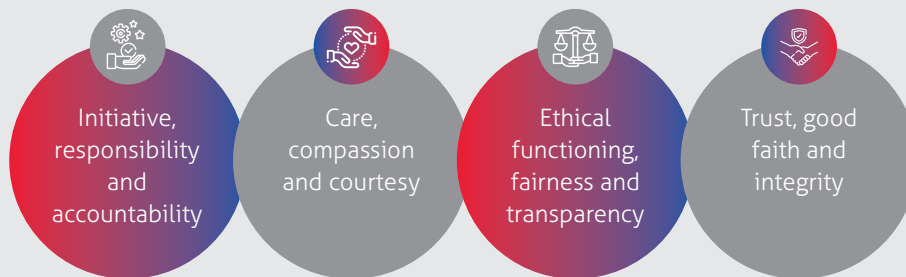 Initiative,
responsibility
and
accountability
Care,
compassion
and courtesy
Ethical
functioning,
fairness and
transparency
Trust, good
faith and
integrity